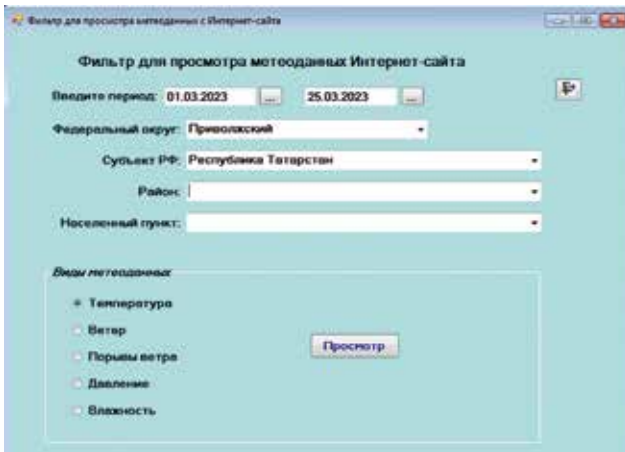 Фильтр для просмотра метеоданных с Интернет-сайта
Фильтр для просмотра метеоданных Интернет-сайта
Введите период: 01.03.2023 ... 25.03.2023 ...
Федеральный округ: Приволжский
Субъект РФ: Республика Татарстан
Район:
Населенный пункт:
Виды метеоданных
Температура
Ветер
Порывы ветра
Просмотр
Давление
Влажность